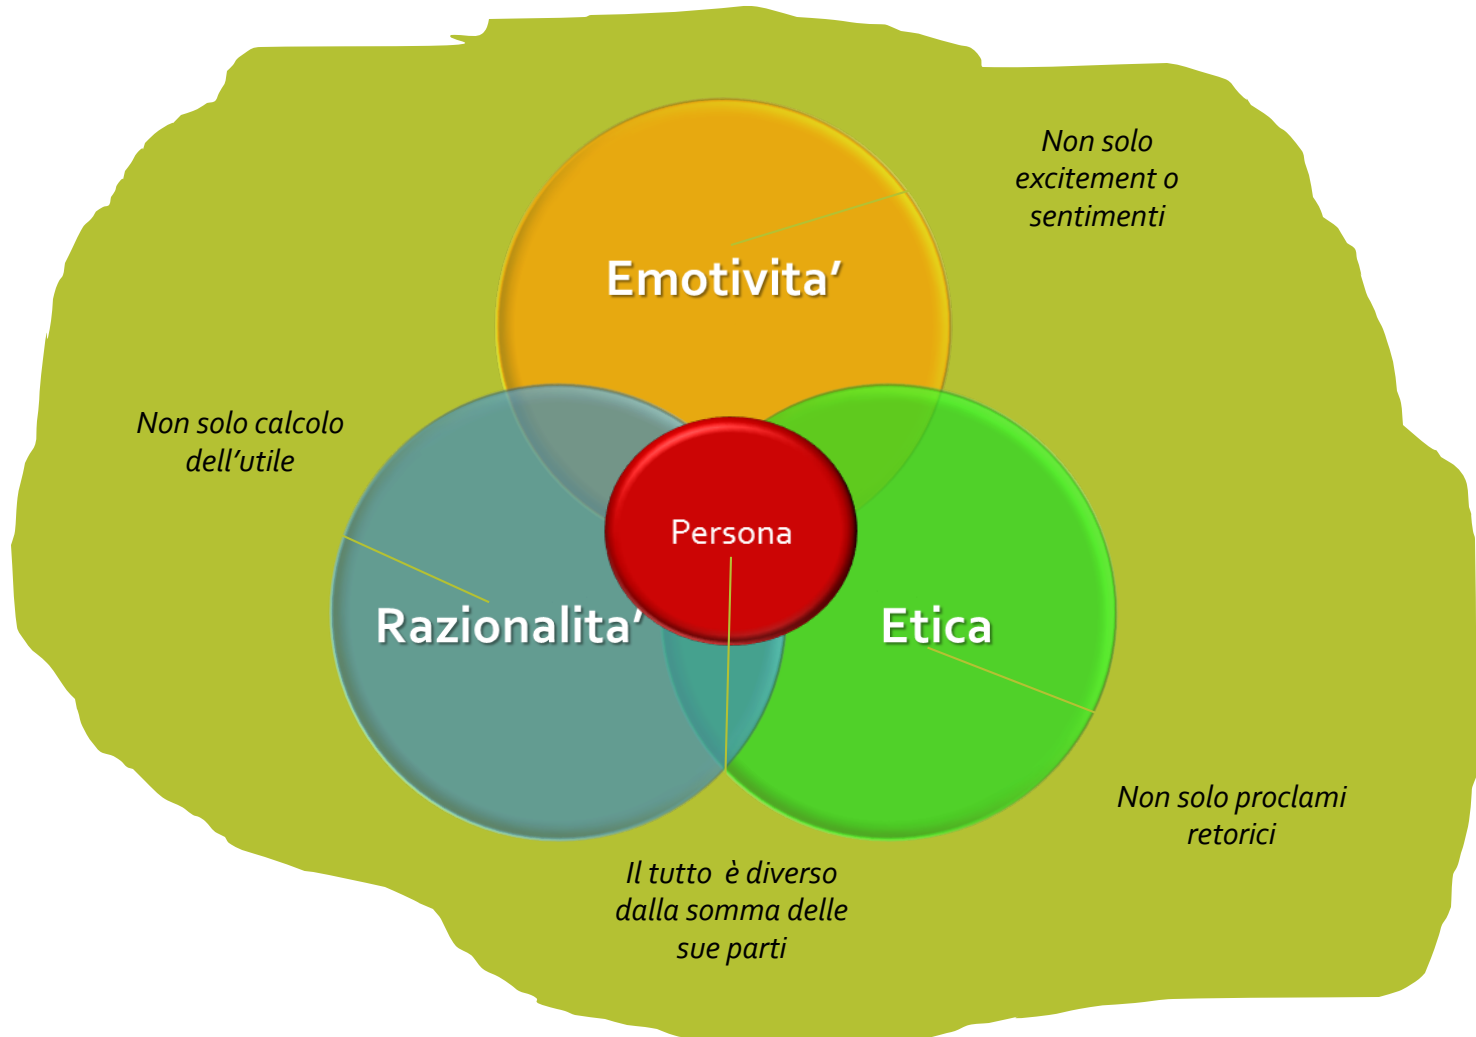 Non solo
excitement o
sentimenti
Emotivita’
Non solo calcolo
dell’utile
Persona
Razionalita’
Etica
Non solo proclami
retorici
Il tutto  è diverso
dalla somma delle
sue parti